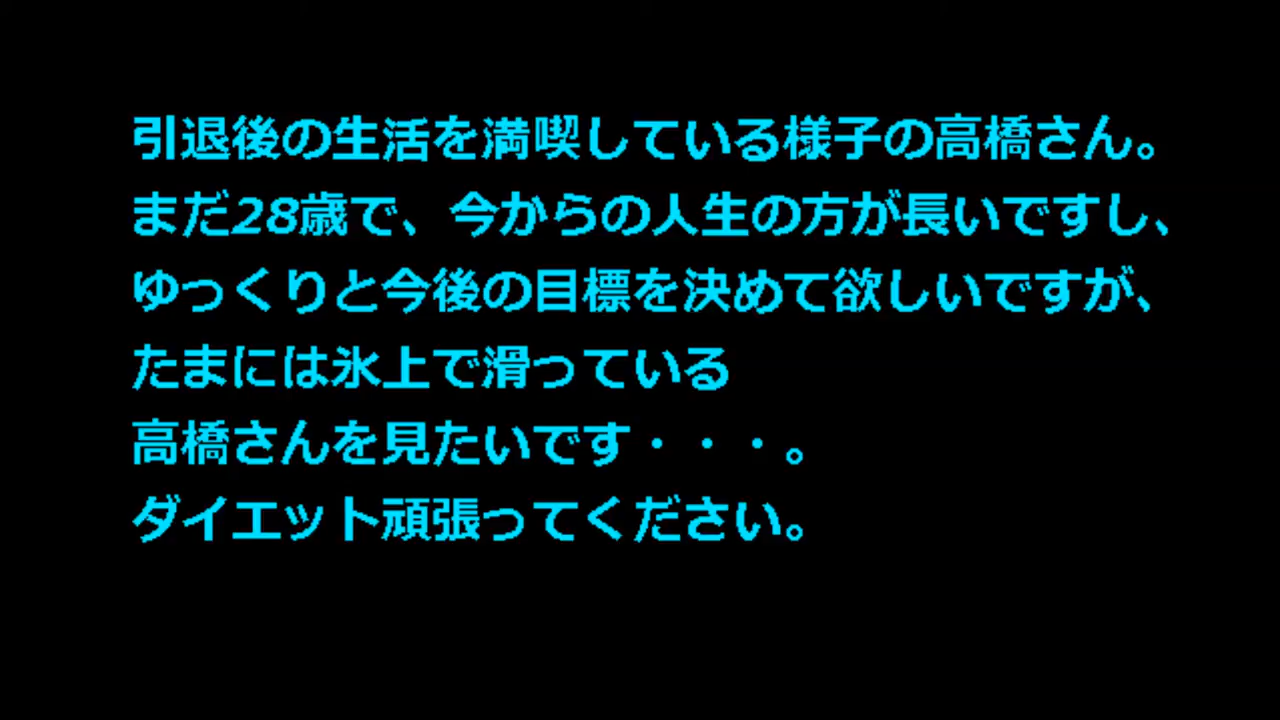 引退後の生活を満喫している様子の高橋さん。
まだ28歳で、今からの人生の方が長いですし、
ゆっくりと今後の目標を決めて欲しいですが、
たまには氷上で滑っている
高橋さんを見たいです・・・。
ダイエット頑張ってください。